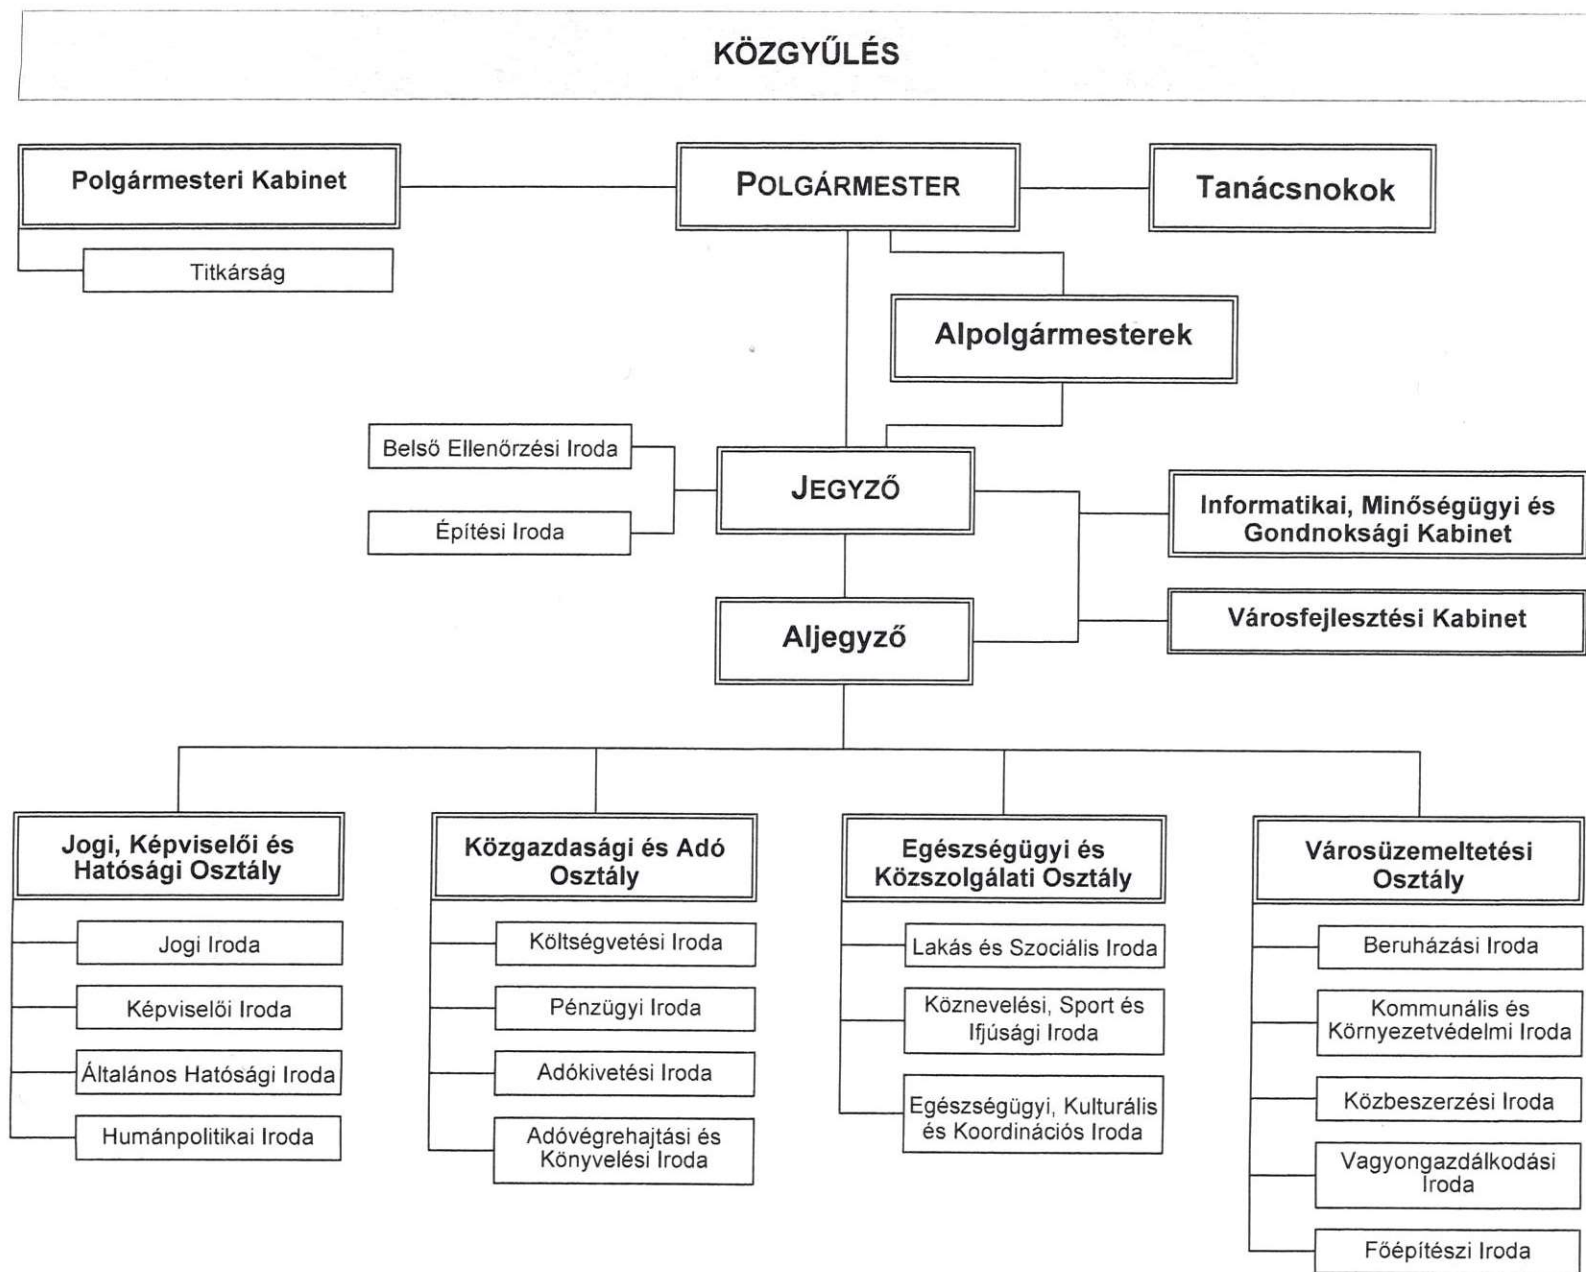 KÖZGYŰLÉS
Polgármesteri Kabinet
POLGÁRMESTER
Tanácsnokok
Titkárság
Alpolgármesterek
Belső Ellenőrzési Iroda
JEGYZŐ
Informatikai, Minőségügyi és
Gondnoksági Kabinet
Építési Iroda
Aljegyző
Városfejlesztési Kabinet
Jogi, Képviselői és
Hatósági Osztály
Jogi Iroda
Képviselői Iroda
Általános Hatósági Iroda
Humánpolitikai Iroda
Közgazdasági és Adó
Osztály
Költségvetési Iroda
Pénzügyi Iroda
Adókivetési Iroda
Adóvégrehajtási és
Könyvelési Iroda
Egészségügyi és
Közszolgálati Osztály
Lakás és Szociális Iroda
Köznevelési, Sport és
Ifjúsági Iroda
Egészségügyi, Kulturális
és Koordinációs Iroda
Városüzemeltetési
Osztály
Beruházási Iroda
Kommunális és
Környezetvédelmi Iroda
Közbeszerzési Iroda
Vagyongazdálkodási
Iroda
Főépítészi Iroda